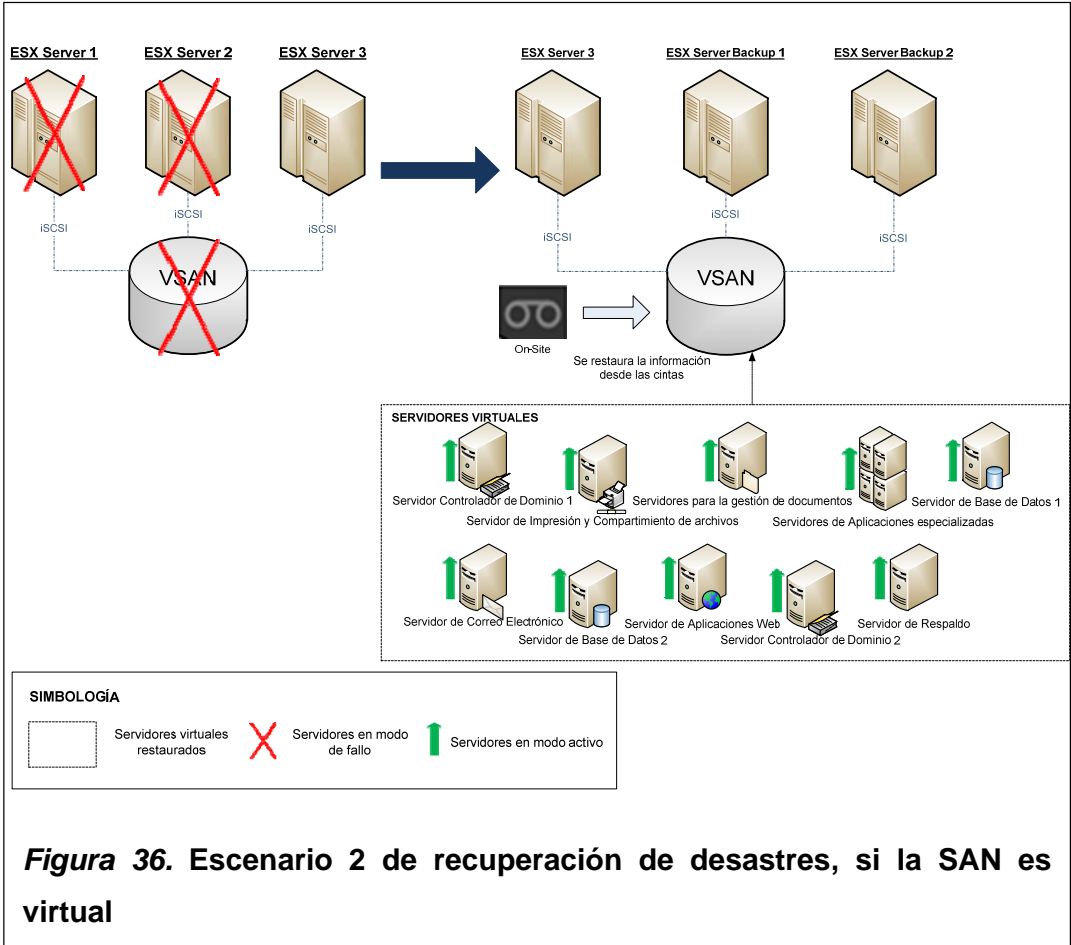 ESX Server 1
ESX Server 2
ESX Server 3
iSCSI
iSCSI
iSCSI
VSAN
ESX Server 3
ESX Server Backup 1
ESX Server Backup 2
iSCSI
iSCSI
iSCSI
VSAN
On-Site
Se restaura la información
desde las cintas
SERVIDORES VIRTUALES
Servidor Controlador de Dominio 1
Servidor de Impresión y Compartimiento de archivos
Servidores para la gestión de documentos
Servidores de Aplicaciones especializadas
Servidor de Base de Datos 1
Servidor de Correo Electrónico
Servidor de Base de Datos 2
Servidor de Aplicaciones Web
Servidor Controlador de Dominio 2
Servidor de Respaldo
SIMBOLOGÍA
Servidores virtuales
restaurados
Servidores en modo
de fallo
Servidores en modo activo
Figura 36. Escenario 2 de recuperación de desastres, si la SAN es
virtual